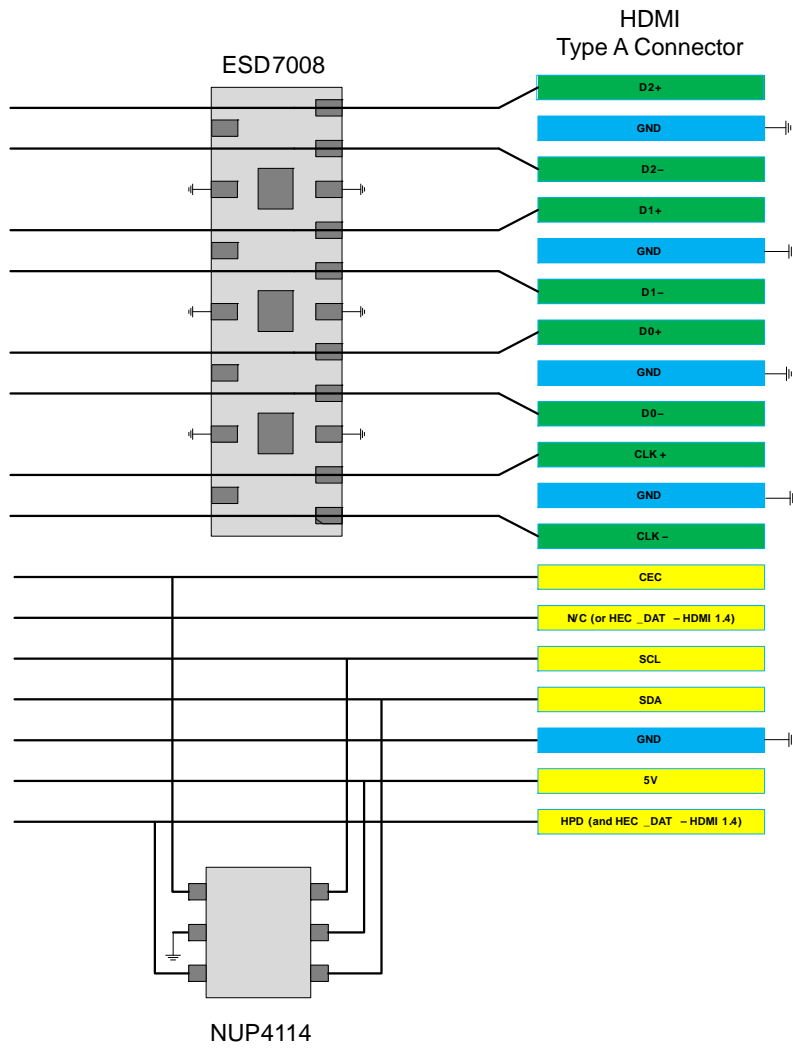 HDMI
Type A Connector
ESD7008
D2+
GND
D2−
D1+
GND
D1−
D0+
GND
D0−
CLK +
GND
CLK −
CEC
N/C (or HEC _DAT − HDMI 1.4)
SCL
SDA
GND
5V
HPD (and HEC _DAT − HDMI 1.4)
NUP4114